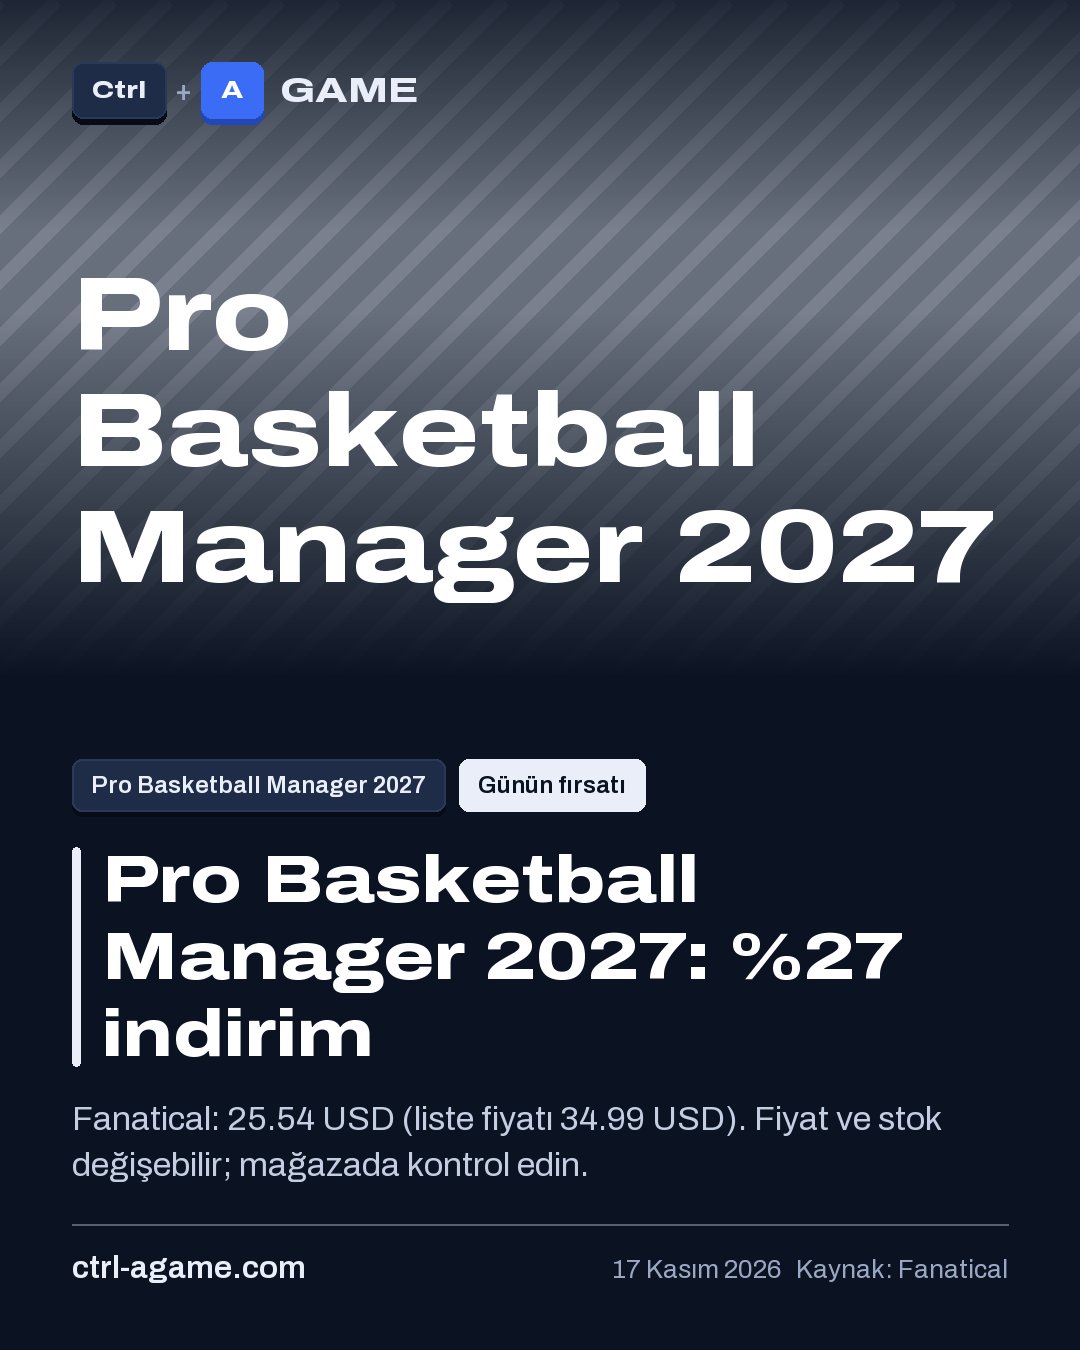 Ctrl + A GAME
Pro
Basketball
Manager 2027
Pro Basketball Manager 2027 Günün fırsatı
Pro Basketball
Manager 2027: %27
indirim
Fanatical: 25.54 USD (liste fiyatı 34.99 USD). Fiyat ve stok
değişebilir; mağazada kontrol edin.
ctrl-agame.com 17 Kasım 2026 Kaynak: Fanatical